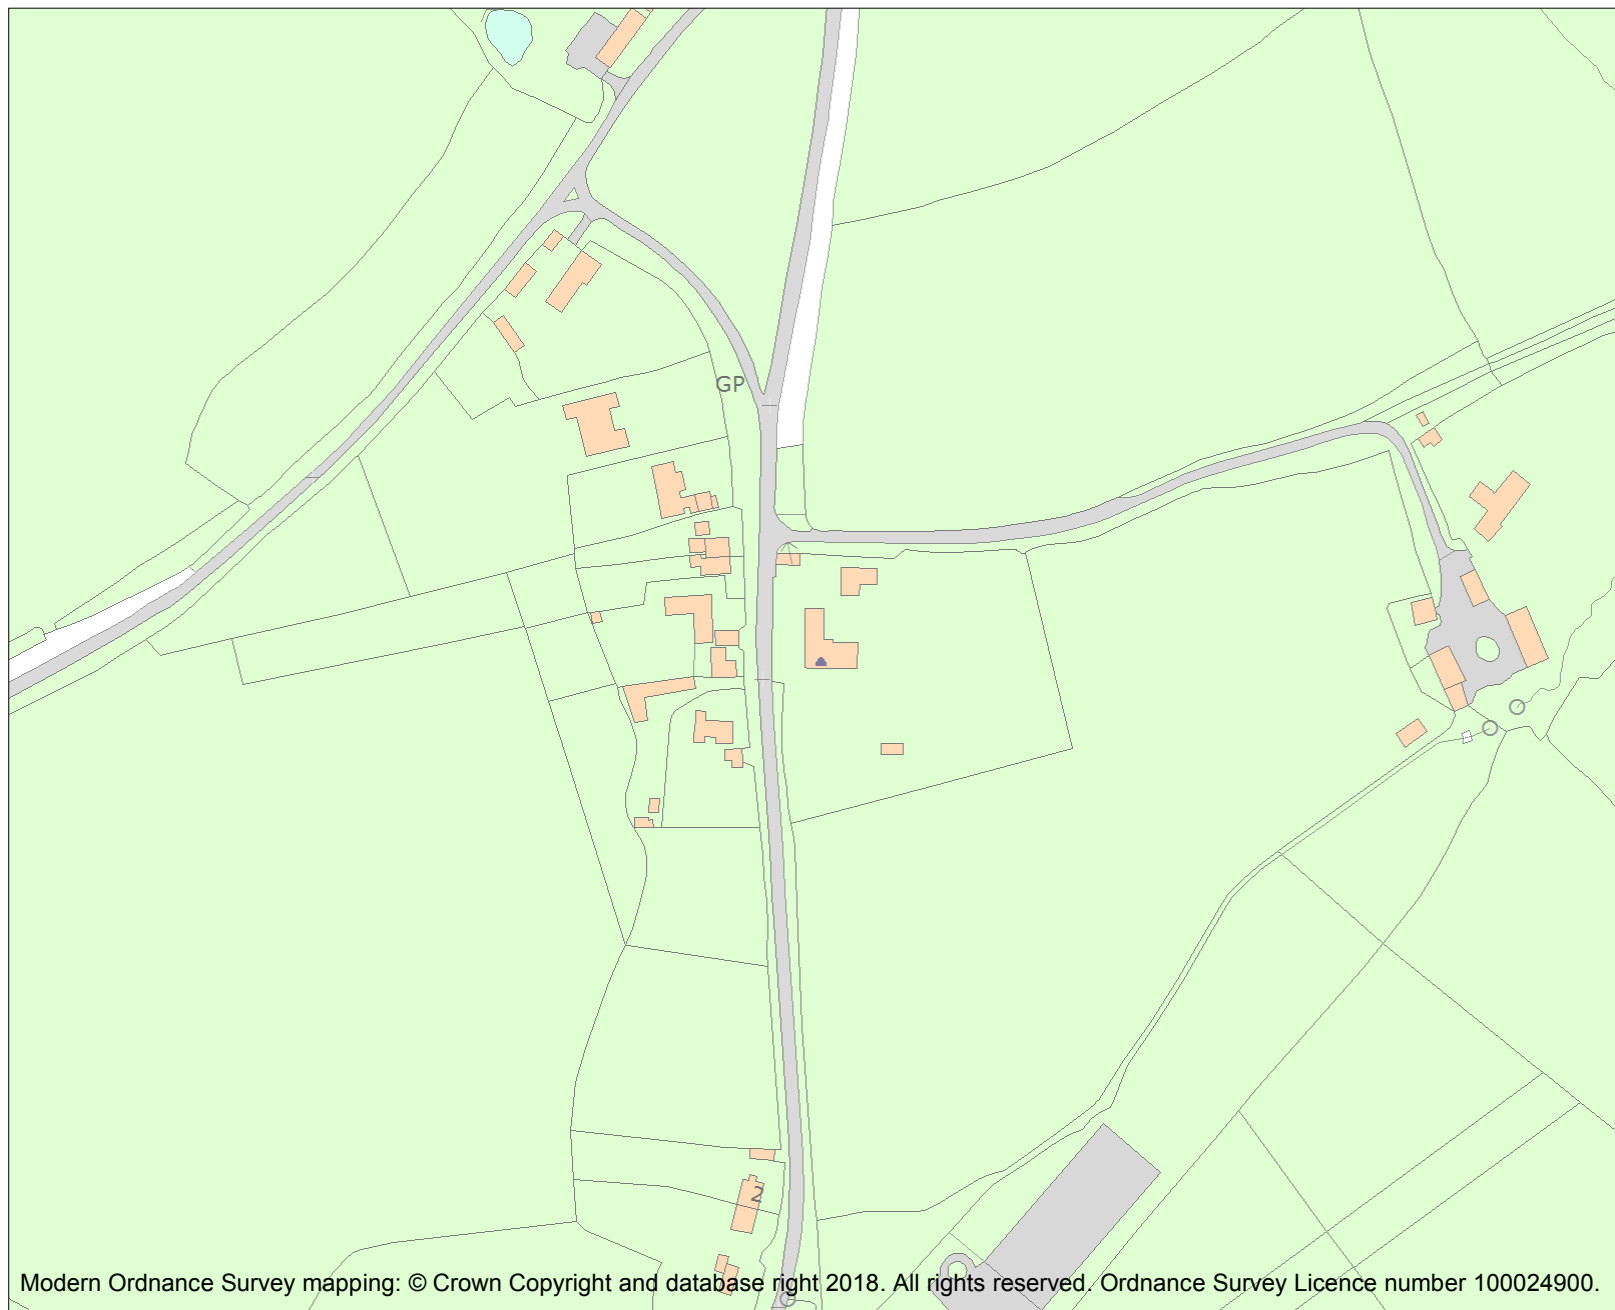 GP
2
Modern Ordnance Survey mapping: © Crown Copyright and database right 2018. All rights reserved. Ordnance Survey Licence number 100024900.